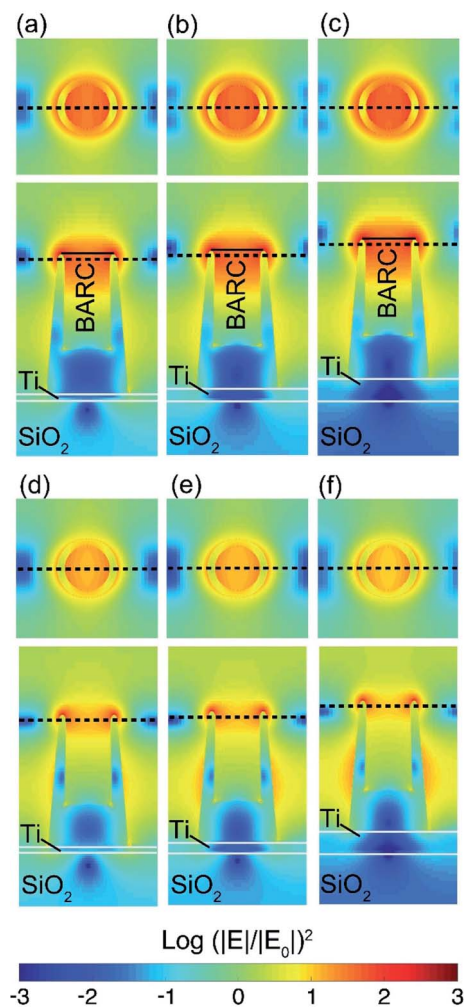 (a) (b) (c)
BARC BARC BARC
Ti Ti Ti
SiO₂ SiO₂ SiO₂
(d) (e) (f)
Ti Ti Ti
SiO₂ SiO₂ SiO₂
Log (|E|/|E₀|)²
-3 -2 -1 0 1 2 3